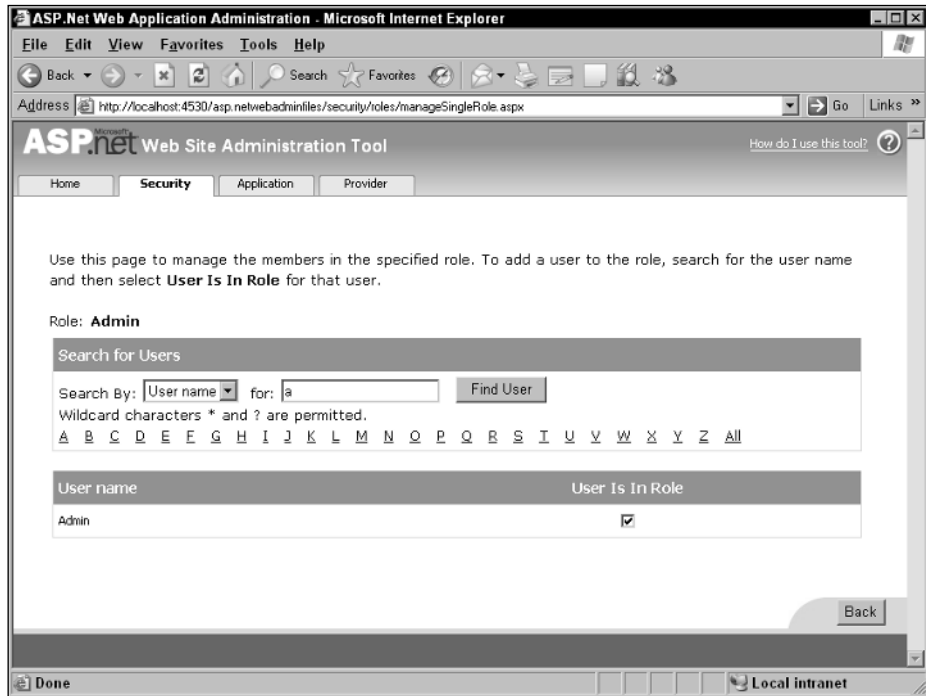 ASP.Net Web Application Administration - Microsoft Internet Explorer
File Edit View Favorites Tools Help
Back Search Favorites
Address http://localhost:4530/asp.netwebadminfiles/security/roles/manageSingleRole.aspx Go Links »
Microsoft
ASP.net Web Site Administration Tool How do I use this tool? ?
Home Security Application Provider
Use this page to manage the members in the specified role. To add a user to the role, search for the user name
and then select User Is In Role for that user.
Role: Admin
Search for Users
Search By: User name for: a Find User
Wildcard characters * and ? are permitted.
A B C D E F G H I J K L M N O P Q R S T U V W X Y Z All
User name User Is In Role
Admin
Back
Done Local intranet